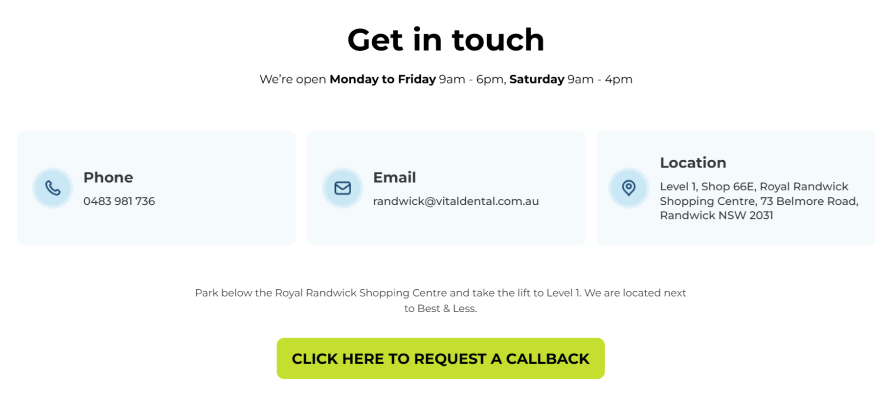 Get in touch
We're open Monday to Friday 9am - 6pm, Saturday 9am - 4pm
Phone
0483 981 736
Email
randwick@vitaldental.com.au
Location
Level 1, Shop 66E, Royal Randwick
Shopping Centre, 73 Belmore Road,
Randwick NSW 2031
Park below the Royal Randwick Shopping Centre and take the lift to Level 1. We are located next
to Best & Less.
CLICK HERE TO REQUEST A CALLBACK